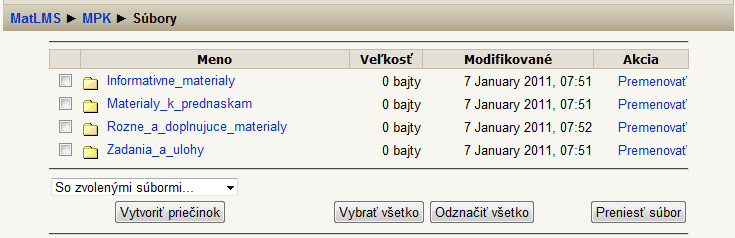 MatLMS ► MPK ► Súbory
Meno Veľkosť Modifikované Akcia
Informativne_materialy 0 bajty 7 January 2011, 07:51 Premenovať
Materialy_k_prednaskam 0 bajty 7 January 2011, 07:51 Premenovať
Rozne_a_doplnujuce_materialy 0 bajty 7 January 2011, 07:52 Premenovať
Zadania_a_ulohy 0 bajty 7 January 2011, 07:51 Premenovať
So zvolenými súbormi...
Vytvoriť priečinok Vybrať všetko Odznačiť všetko Preniesť súbor